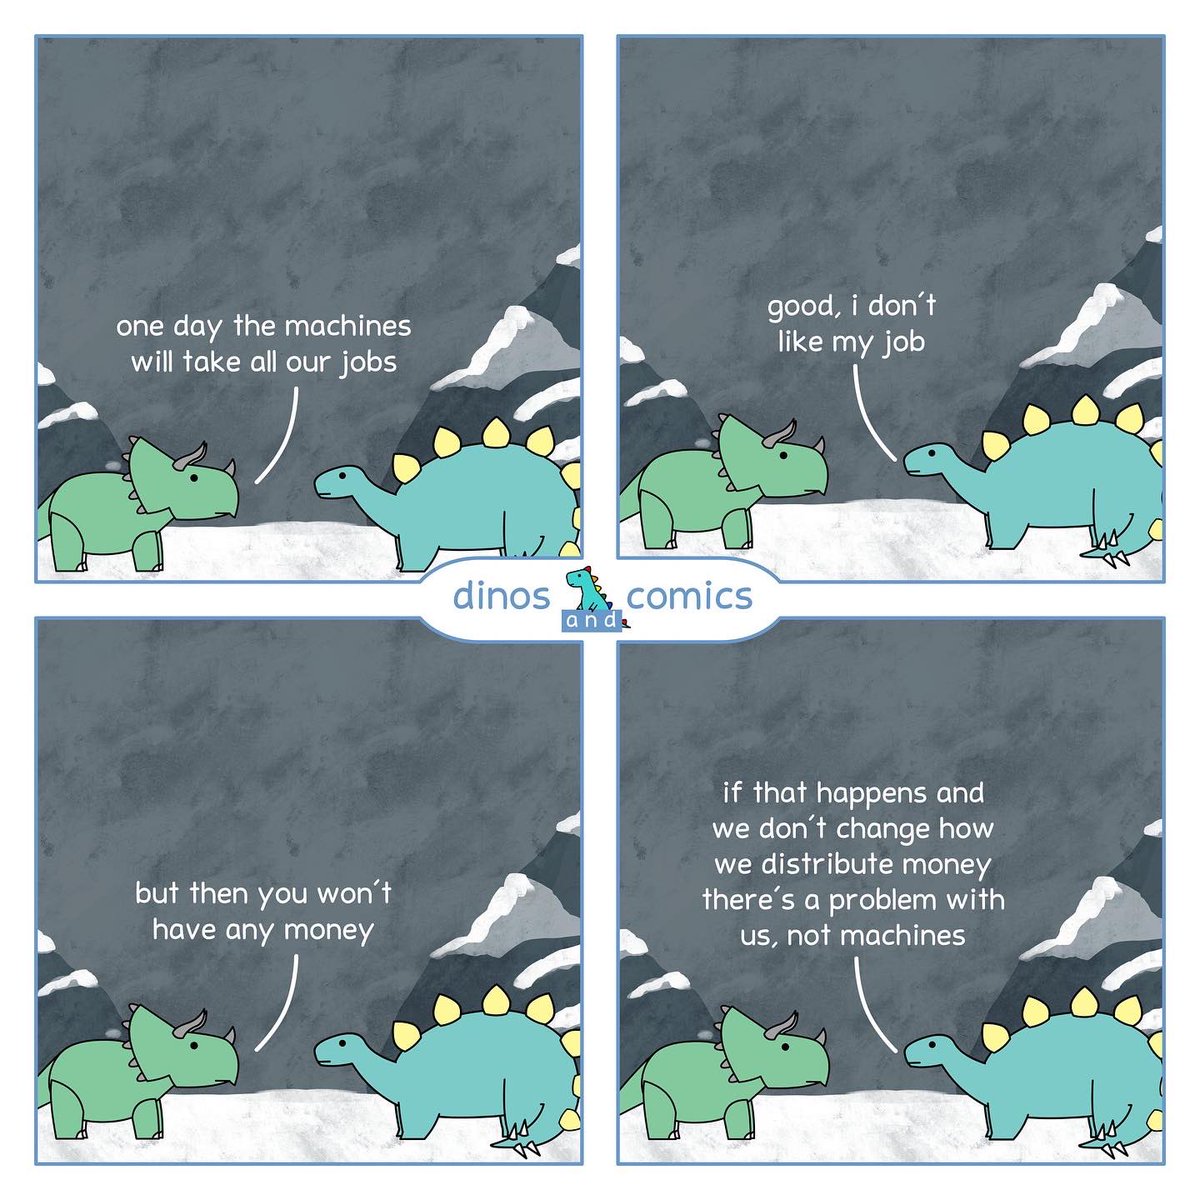 one day the machines
will take all our jobs
good, i don't
like my job
dinos and comics
but then you won't
have any money
if that happens and
we don't change how
we distribute money
there's a problem with
us, not machines